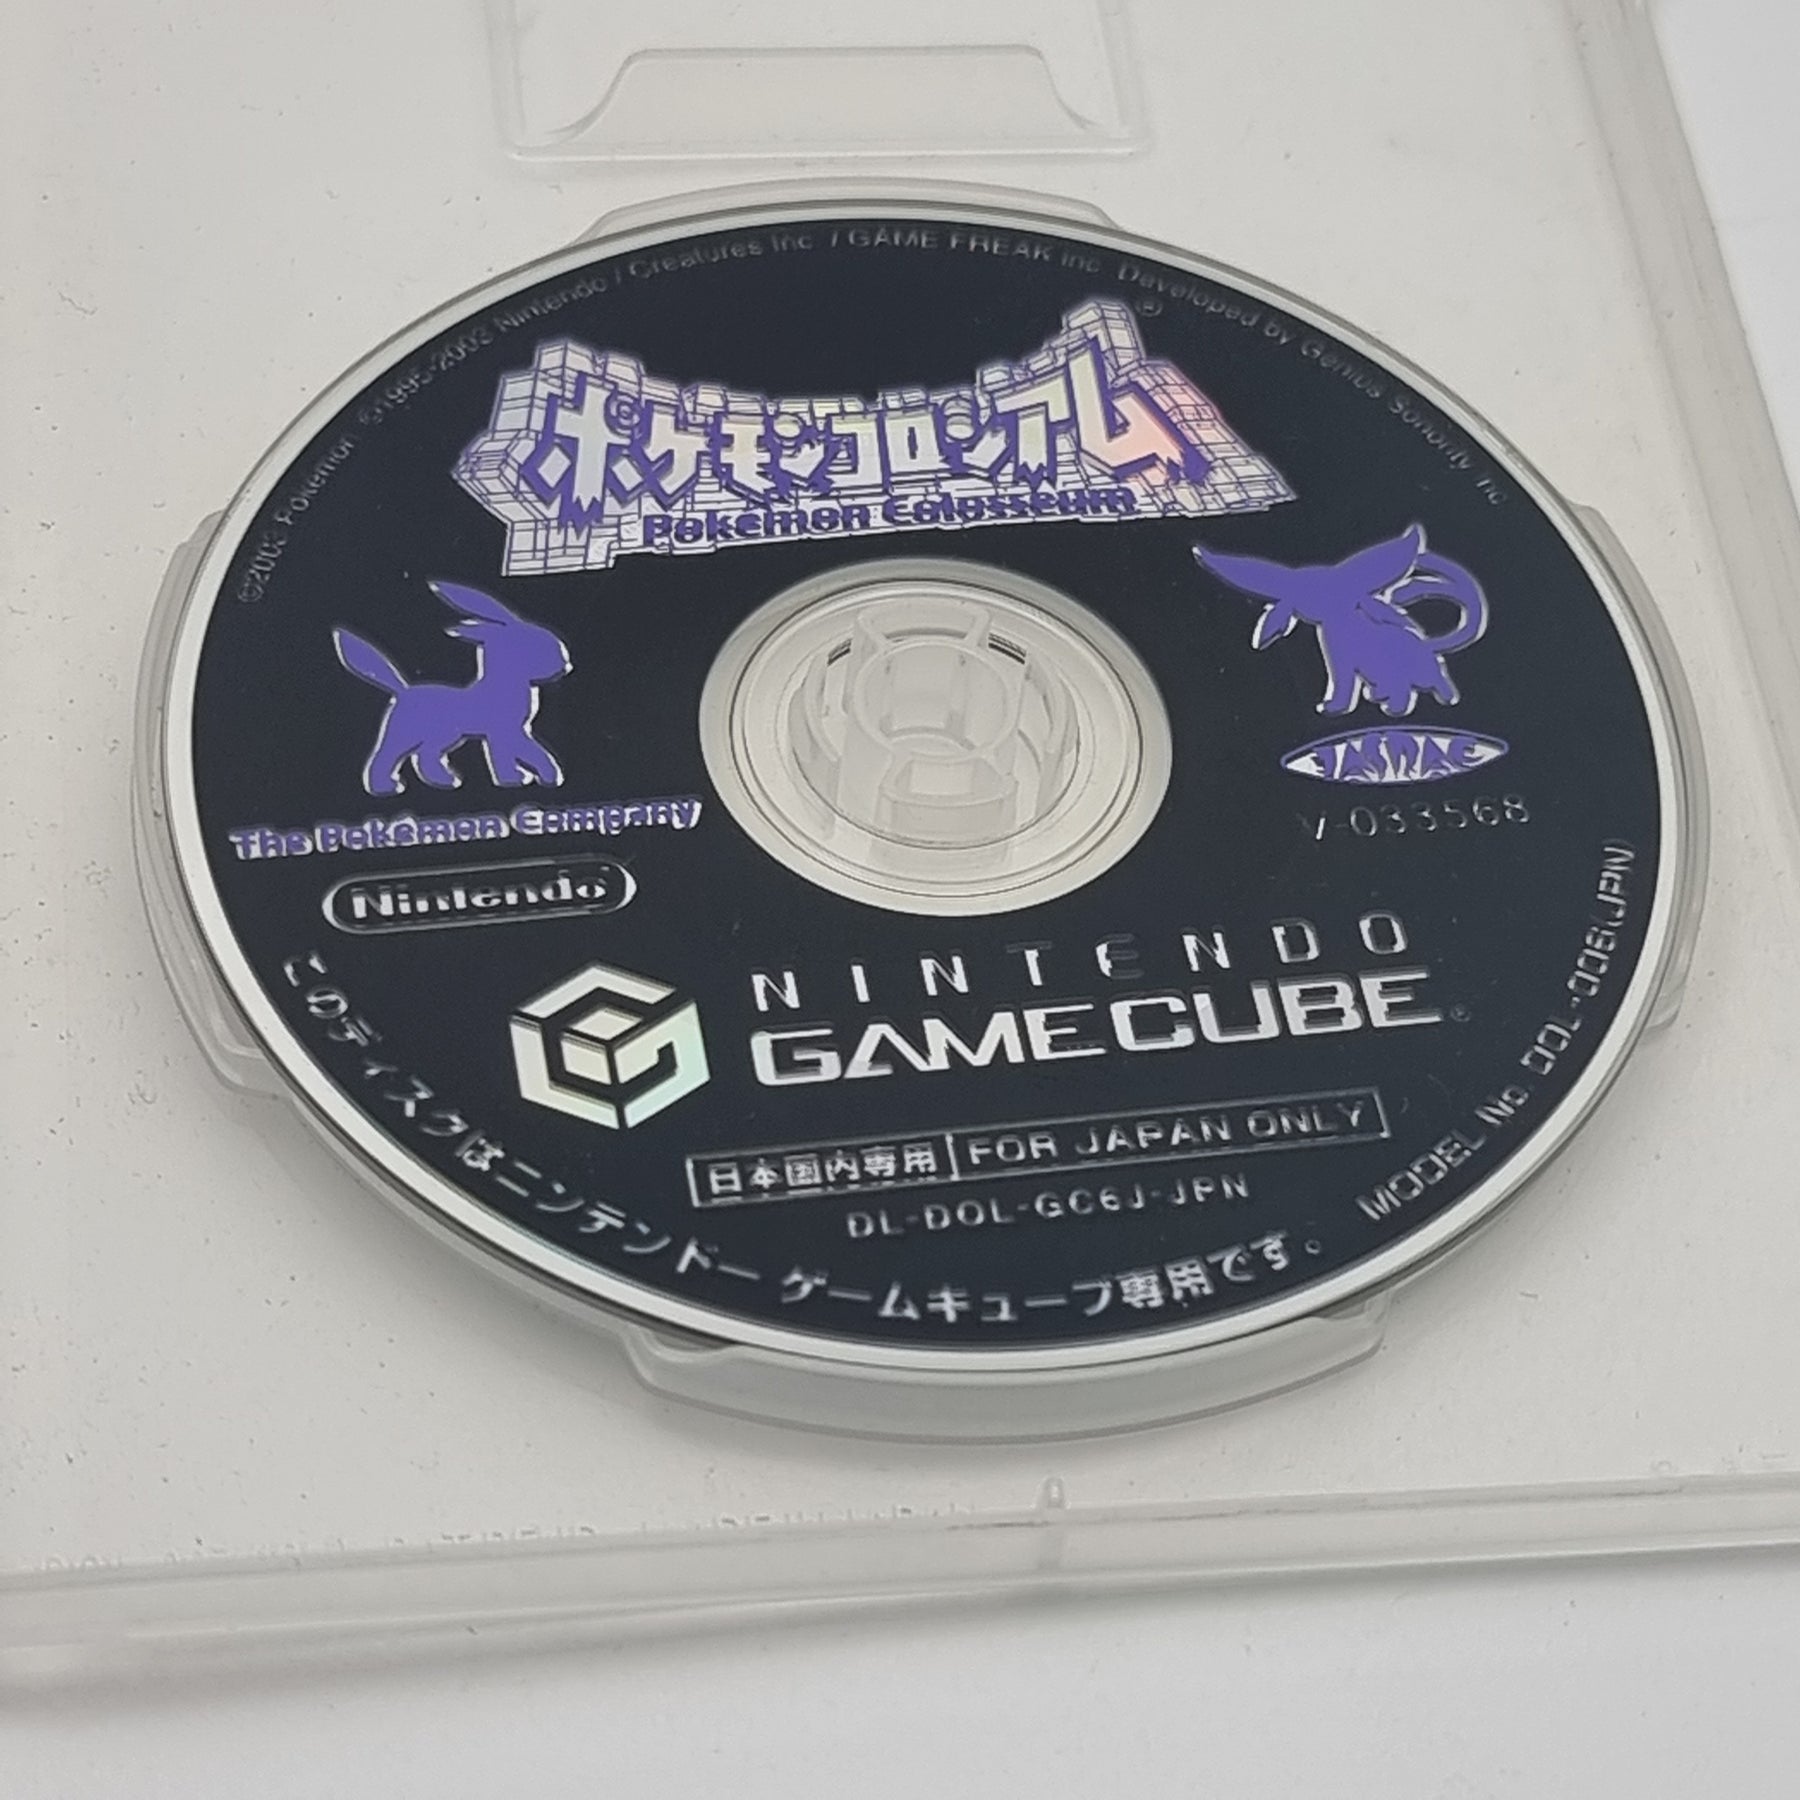 ©2003 Pokémon ©1995-2003 Nintendo / Creatures Inc. / GAME FREAK inc. Developed by Genius Sonority Inc.
ポケモンコロシアム®
Pokémon Colosseum
The Pokémon Company
Nintendo
V-033568
NINTENDO
GAMECUBE®
日本国内専用 FOR JAPAN ONLY
DL-DOL-GC6J-JPN
このディスクはニンテンドー ゲームキューブ専用です。
MODEL No. DOL-006(JPN)